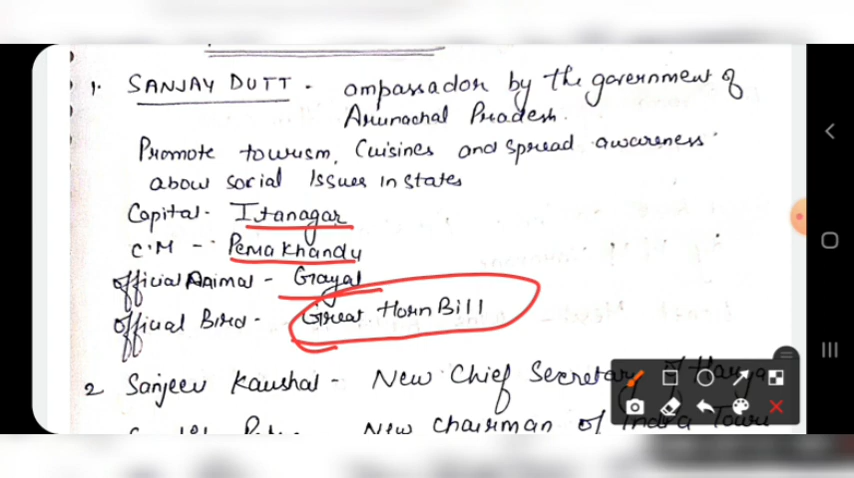 1. SANJAY DUTT - ampassador by the government of
Arunachal Pradesh.
Promote tourism, Cuisines and spread awareness
about social Issues in states
Capital - Itanagar
C.M - Pema Khandu
official Animal - Gayal
official Bird - Great Horn Bill
2 Sanjeev Kaushal - New Chief Secretary of
New Chairman of